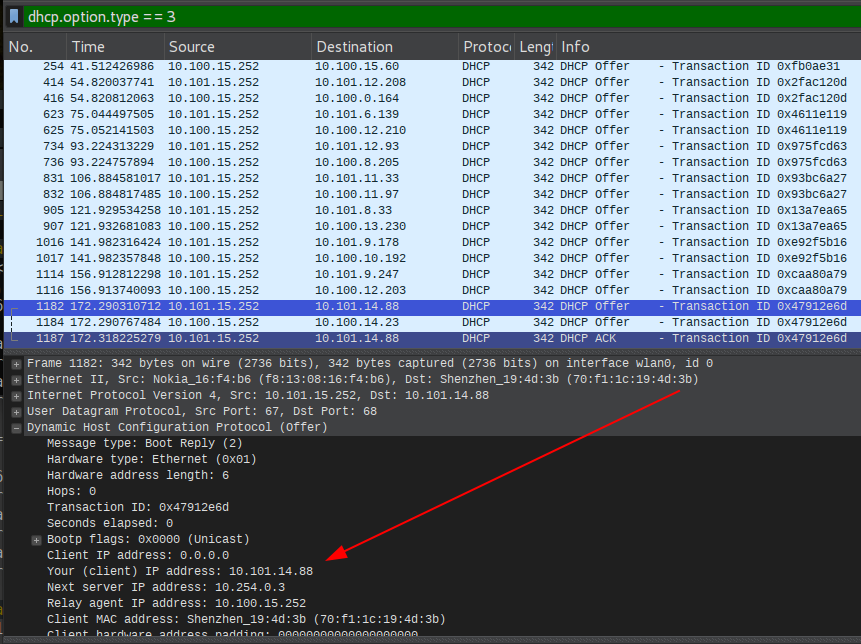 dhcp.option.type == 3
No. Time Source Destination Protoc Lengt Info
254 41.512426986 10.100.15.252 10.100.15.60 DHCP 342 DHCP Offer - Transaction ID 0xfb0ae31
414 54.820037741 10.101.15.252 10.101.12.208 DHCP 342 DHCP Offer - Transaction ID 0x2fac120d
416 54.820812063 10.101.15.252 10.100.0.164 DHCP 342 DHCP Offer - Transaction ID 0x2fac120d
623 75.044497505 10.101.15.252 10.101.6.139 DHCP 342 DHCP Offer - Transaction ID 0x4611e119
625 75.052141503 10.101.15.252 10.100.12.210 DHCP 342 DHCP Offer - Transaction ID 0x4611e119
734 93.224313229 10.101.15.252 10.101.12.93 DHCP 342 DHCP Offer - Transaction ID 0x975fcd63
736 93.224757894 10.101.15.252 10.100.8.205 DHCP 342 DHCP Offer - Transaction ID 0x975fcd63
831 106.884581017 10.101.15.252 10.101.11.33 DHCP 342 DHCP Offer - Transaction ID 0x93bc6a27
832 106.884817485 10.101.15.252 10.100.11.97 DHCP 342 DHCP Offer - Transaction ID 0x93bc6a27
905 121.929534258 10.101.15.252 10.101.8.33 DHCP 342 DHCP Offer - Transaction ID 0x13a7ea65
907 121.932681083 10.101.15.252 10.100.13.230 DHCP 342 DHCP Offer - Transaction ID 0x13a7ea65
1016 141.982316424 10.101.15.252 10.101.9.178 DHCP 342 DHCP Offer - Transaction ID 0xe92f5b16
1017 141.982357848 10.101.15.252 10.100.10.192 DHCP 342 DHCP Offer - Transaction ID 0xe92f5b16
1114 156.912812298 10.101.15.252 10.101.9.247 DHCP 342 DHCP Offer - Transaction ID 0xcaa80a79
1116 156.913740093 10.101.15.252 10.100.12.203 DHCP 342 DHCP Offer - Transaction ID 0xcaa80a79
1182 172.290310712 10.101.15.252 10.101.14.88 DHCP 342 DHCP Offer - Transaction ID 0x47912e6d
1184 172.290767484 10.101.15.252 10.100.14.23 DHCP 342 DHCP Offer - Transaction ID 0x47912e6d
1187 172.318225279 10.101.15.252 10.101.14.88 DHCP 342 DHCP ACK - Transaction ID 0x47912e6d
Frame 1182: 342 bytes on wire (2736 bits), 342 bytes captured (2736 bits) on interface wlan0, id 0
Ethernet II, Src: Nokia_16:f4:b6 (f8:13:08:16:f4:b6), Dst: Shenzhen_19:4d:3b (70:f1:1c:19:4d:3b)
Internet Protocol Version 4, Src: 10.101.15.252, Dst: 10.101.14.88
User Datagram Protocol, Src Port: 67, Dst Port: 68
Dynamic Host Configuration Protocol (Offer)
Message type: Boot Reply (2)
Hardware type: Ethernet (0x01)
Hardware address length: 6
Hops: 0
Transaction ID: 0x47912e6d
Seconds elapsed: 0
Bootp flags: 0x0000 (Unicast)
Client IP address: 0.0.0.0
Your (client) IP address: 10.101.14.88
Next server IP address: 10.254.0.3
Relay agent IP address: 10.100.15.252
Client MAC address: Shenzhen_19:4d:3b (70:f1:1c:19:4d:3b)
Client hardware address padding: 00000000000000000000